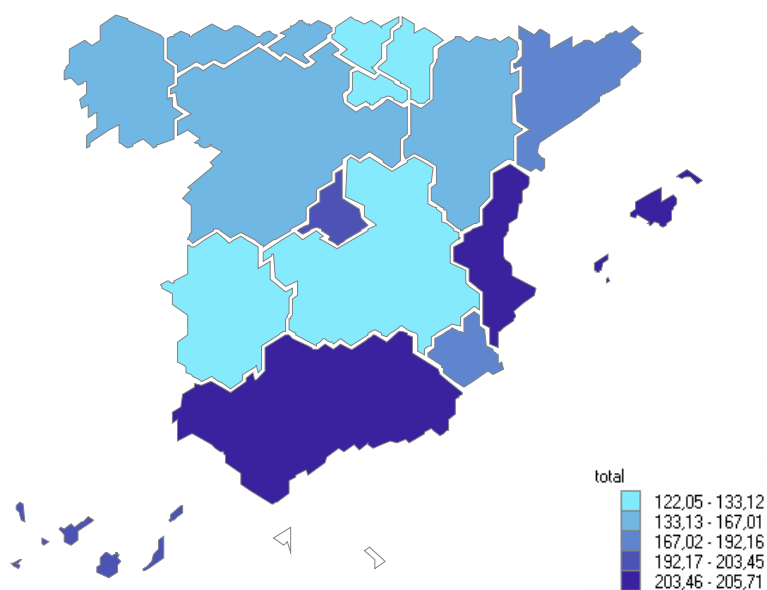 total
122,05 - 133,12
133,13 - 167,01
167,02 - 192,16
192,17 - 203,45
203,46 - 205,71